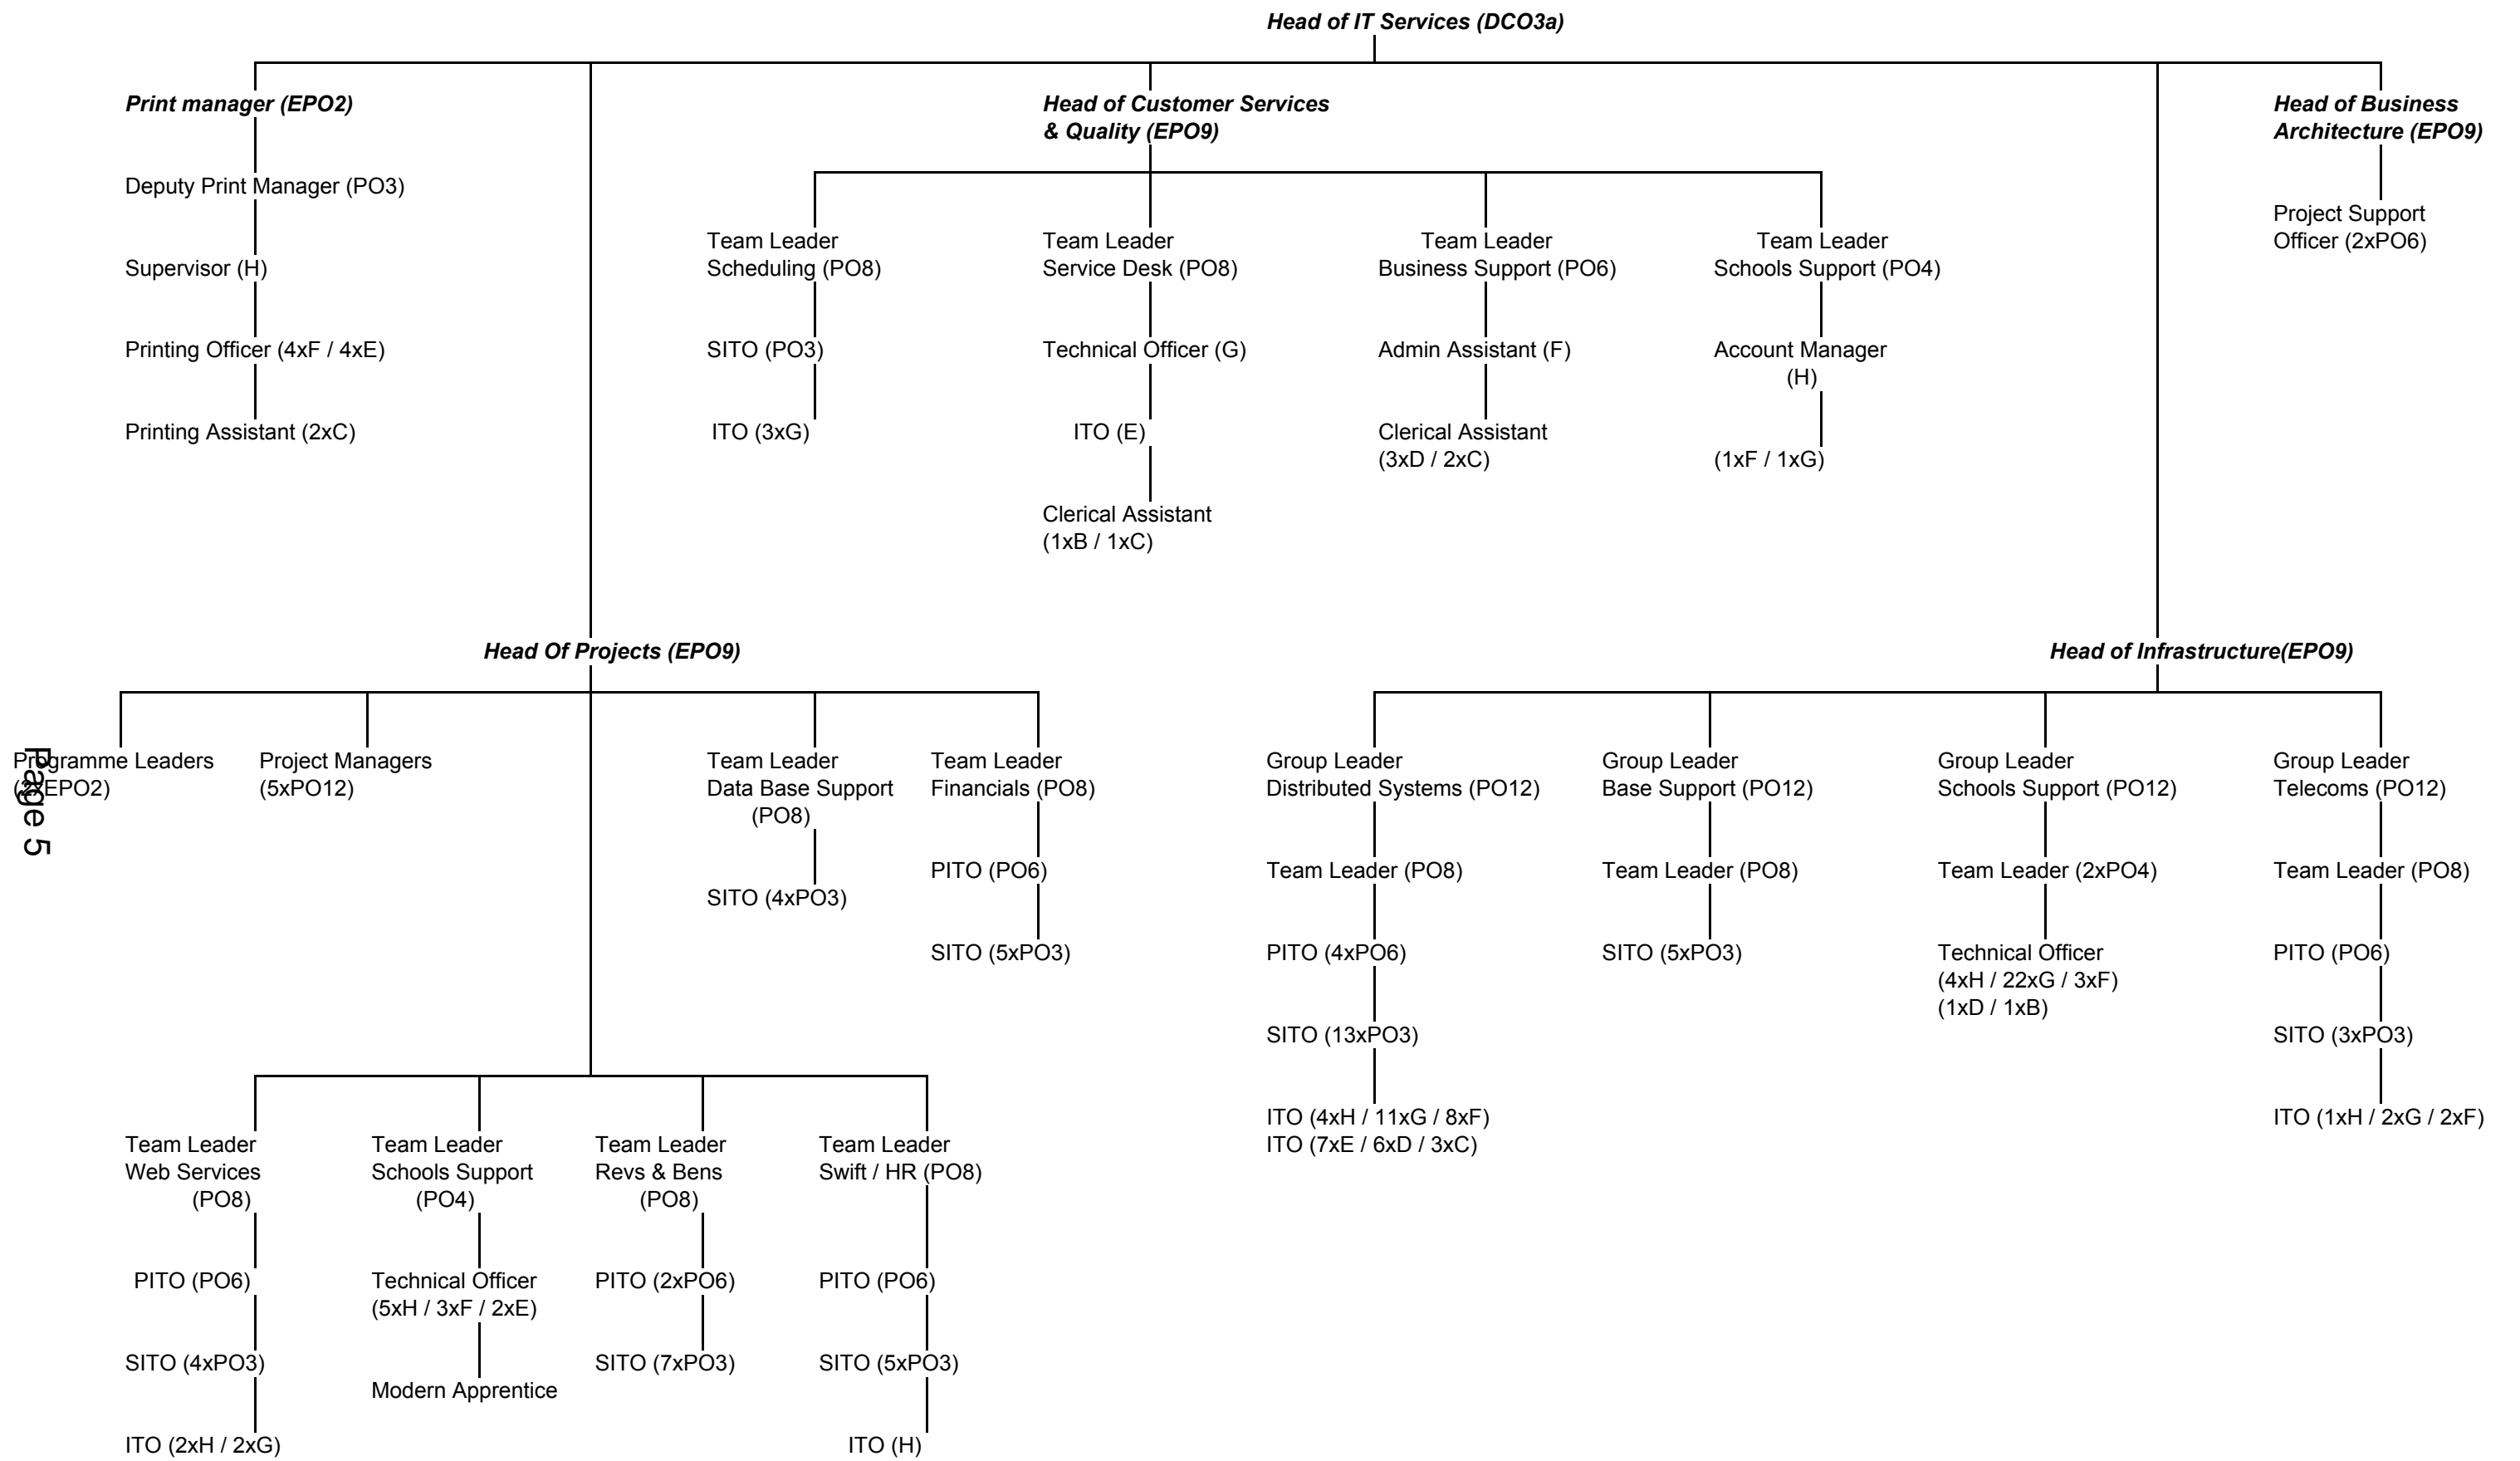 Head of IT Services (DCO3a)
Print manager (EPO2)
Deputy Print Manager (PO3)
Supervisor (H)
Printing Officer (4xF / 4xE)
Printing Assistant (2xC)
Head of Customer Services
& Quality (EPO9)
Team Leader
Scheduling (PO8)
SITO (PO3)
ITO (3xG)
Team Leader
Service Desk (PO8)
Technical Officer (G)
ITO (E)
Clerical Assistant
(1xB / 1xC)
Team Leader
Business Support (PO6)
Admin Assistant (F)
Clerical Assistant
(3xD / 2xC)
Team Leader
Schools Support (PO4)
Account Manager
(H)
(1xF / 1xG)
Head of Business
Architecture (EPO9)
Project Support
Officer (2xPO6)
Head Of Projects (EPO9)
Programme Leaders
(2xEPO2)
Project Managers
(5xPO12)
Team Leader
Data Base Support
(PO8)
SITO (4xPO3)
Team Leader
Financials (PO8)
PITO (PO6)
SITO (5xPO3)
Team Leader
Web Services
(PO8)
PITO (PO6)
SITO (4xPO3)
ITO (2xH / 2xG)
Team Leader
Schools Support
(PO4)
Technical Officer
(5xH / 3xF / 2xE)
Modern Apprentice
Team Leader
Revs & Bens
(PO8)
PITO (2xPO6)
SITO (7xPO3)
Team Leader
Swift / HR (PO8)
PITO (PO6)
SITO (5xPO3)
ITO (H)
Head of Infrastructure(EPO9)
Group Leader
Distributed Systems (PO12)
Team Leader (PO8)
PITO (4xPO6)
SITO (13xPO3)
ITO (4xH / 11xG / 8xF)
ITO (7xE / 6xD / 3xC)
Group Leader
Base Support (PO12)
Team Leader (PO8)
SITO (5xPO3)
Group Leader
Schools Support (PO12)
Team Leader (2xPO4)
Technical Officer
(4xH / 22xG / 3xF)
(1xD / 1xB)
Group Leader
Telecoms (PO12)
Team Leader (PO8)
PITO (PO6)
SITO (3xPO3)
ITO (1xH / 2xG / 2xF)
Page 5